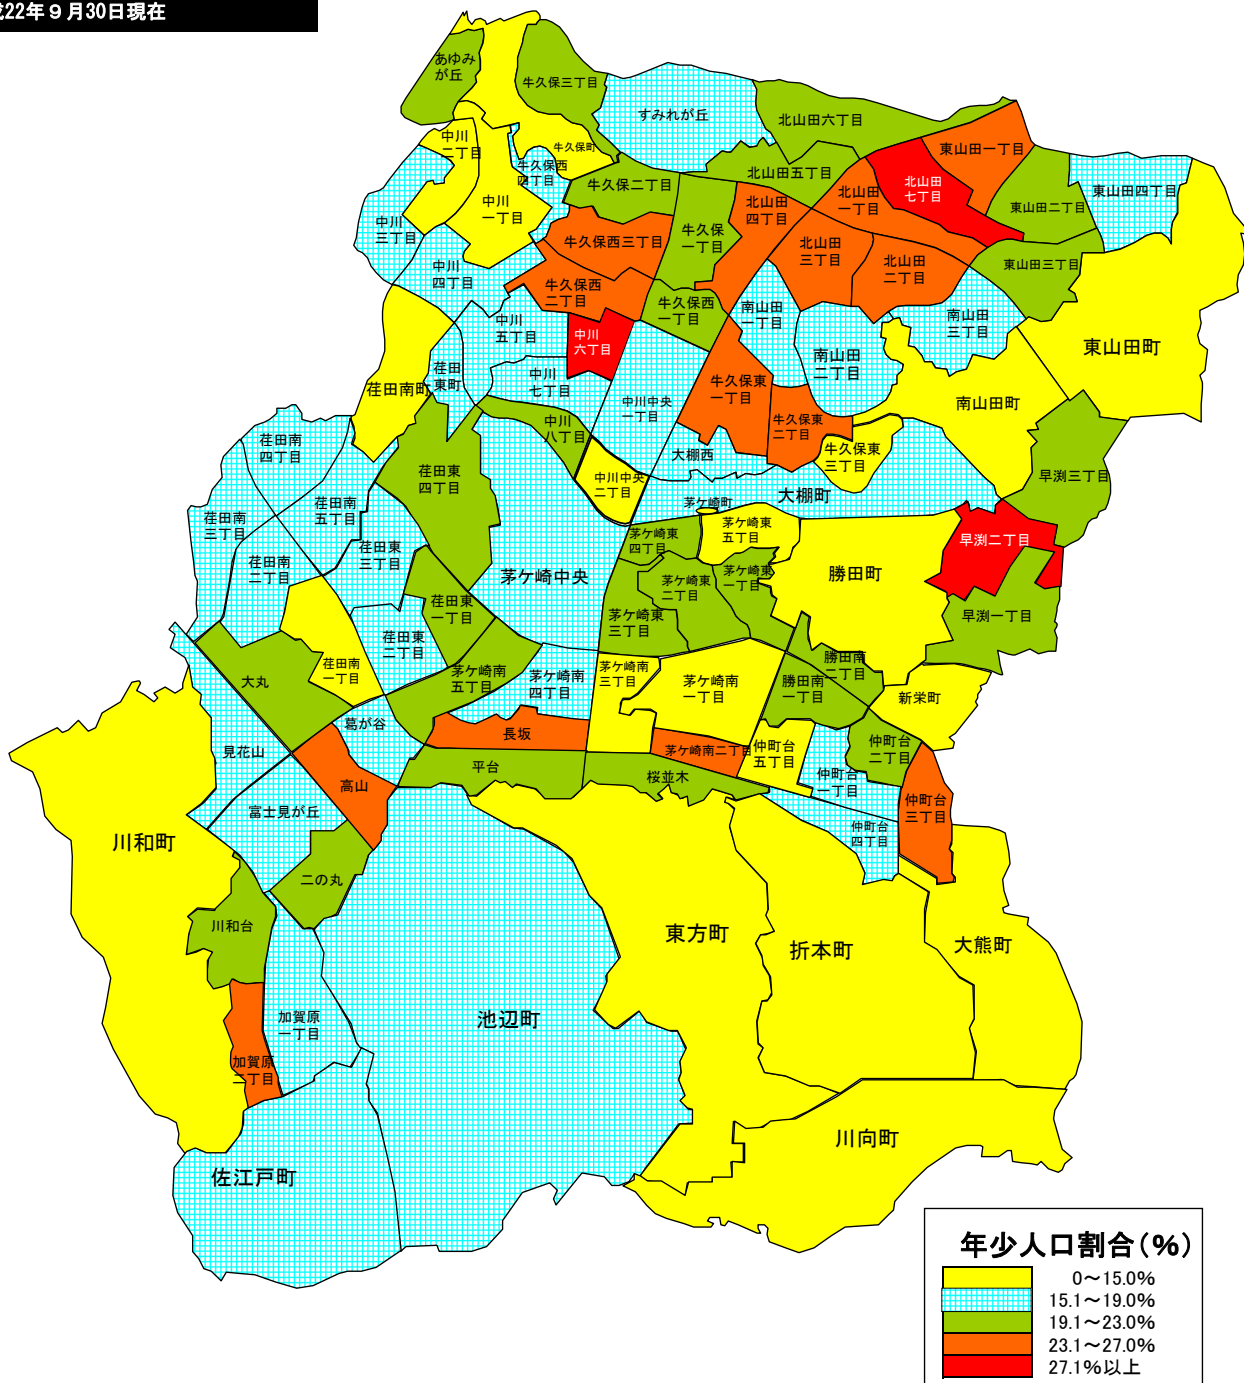 22年９月30日現在
あゆみ
が丘
牛久保三丁目
すみれが丘
北山田六丁目
中川
二丁目
牛久保町
牛久保西
四丁目
北山田五丁目
東山田一丁目
牛久保二丁目
北山田
七丁目
東山田四丁目
中川
一丁目
北山田
四丁目
北山田
一丁目
東山田二丁目
中川
三丁目
牛久保西三丁目
牛久保
一丁目
北山田
三丁目
北山田
二丁目
東山田三丁目
中川
四丁目
牛久保西
二丁目
牛久保西
一丁目
南山田
一丁目
南山田
三丁目
中川
五丁目
中川
六丁目
南山田
二丁目
東山田町
荏田南町
荏田
東町
中川
七丁目
牛久保東
一丁目
南山田町
中川中央
一丁目
中川
八丁目
牛久保東
二丁目
荏田南
四丁目
牛久保東
三丁目
大棚西
荏田東
四丁目
中川中央
二丁目
早渕三丁目
大棚町
荏田南
五丁目
茅ケ崎町
荏田南
三丁目
茅ケ崎東
四丁目
茅ケ崎東
五丁目
早渕二丁目
荏田東
三丁目
荏田南
二丁目
茅ケ崎中央
茅ケ崎東
二丁目
茅ケ崎東
一丁目
勝田町
荏田東
一丁目
茅ケ崎東
三丁目
早渕一丁目
荏田東
二丁目
荏田南
一丁目
茅ケ崎南
五丁目
茅ケ崎南
四丁目
茅ケ崎南
三丁目
茅ケ崎南
一丁目
勝田南
二丁目
勝田南
一丁目
大丸
新栄町
葛が谷
見花山
長坂
茅ケ崎南二丁目
仲町台
五丁目
仲町台
二丁目
平台
桜並木
仲町台
一丁目
高山
富士見が丘
仲町台
三丁目
仲町台
四丁目
川和町
二の丸
川和台
東方町
折本町
大熊町
加賀原
一丁目
池辺町
加賀原
二丁目
川向町
佐江戸町
年少人口割合(%)
0～15.0%
15.1～19.0%
19.1～23.0%
23.1～27.0%
27.1%以上